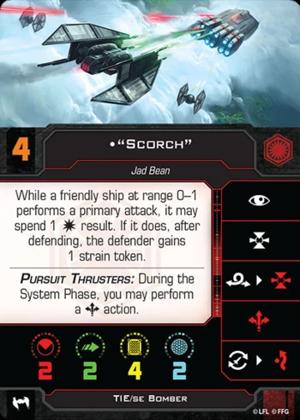 •“Scorch”
4
Jad Bean
While a friendly ship at range 0–1
performs a primary attack, it may
spend 1 result. If it does, after
defending, the defender gains
1 strain token.
Pursuit Thrusters: During the
System Phase, you may perform
a action.
2 2 4 2
TIE/se Bomber
© LFL © FFG